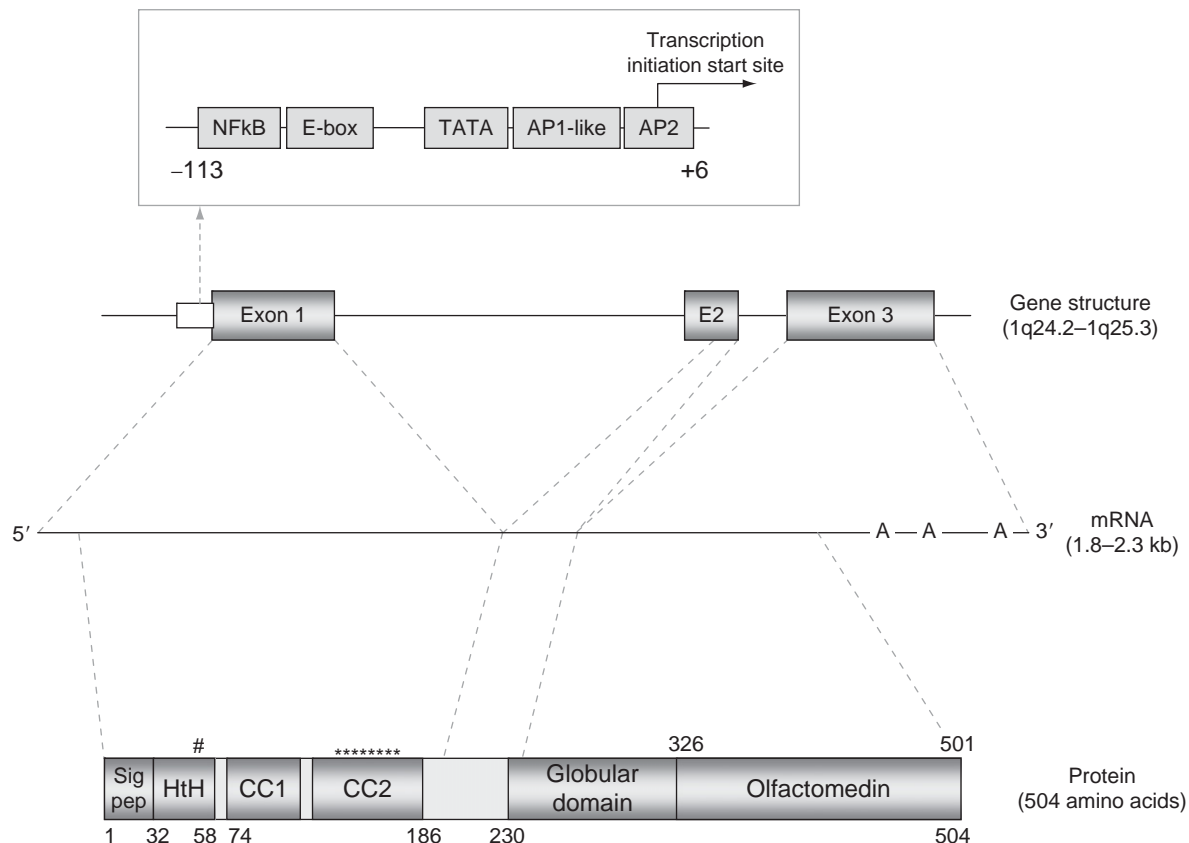 Transcription
initiation start site
NFkB E-box TATA AP1-like AP2
–113 +6
Exon 1 E2 Exon 3
Gene structure
(1q24.2–1q25.3)
5′ A A A 3′
mRNA
(1.8–2.3 kb)
# ******** 326 501
Sig
pep
HtH CC1 CC2
Globular
domain
Olfactomedin
Protein
(504 amino acids)
1 32 58 74 186 230 504